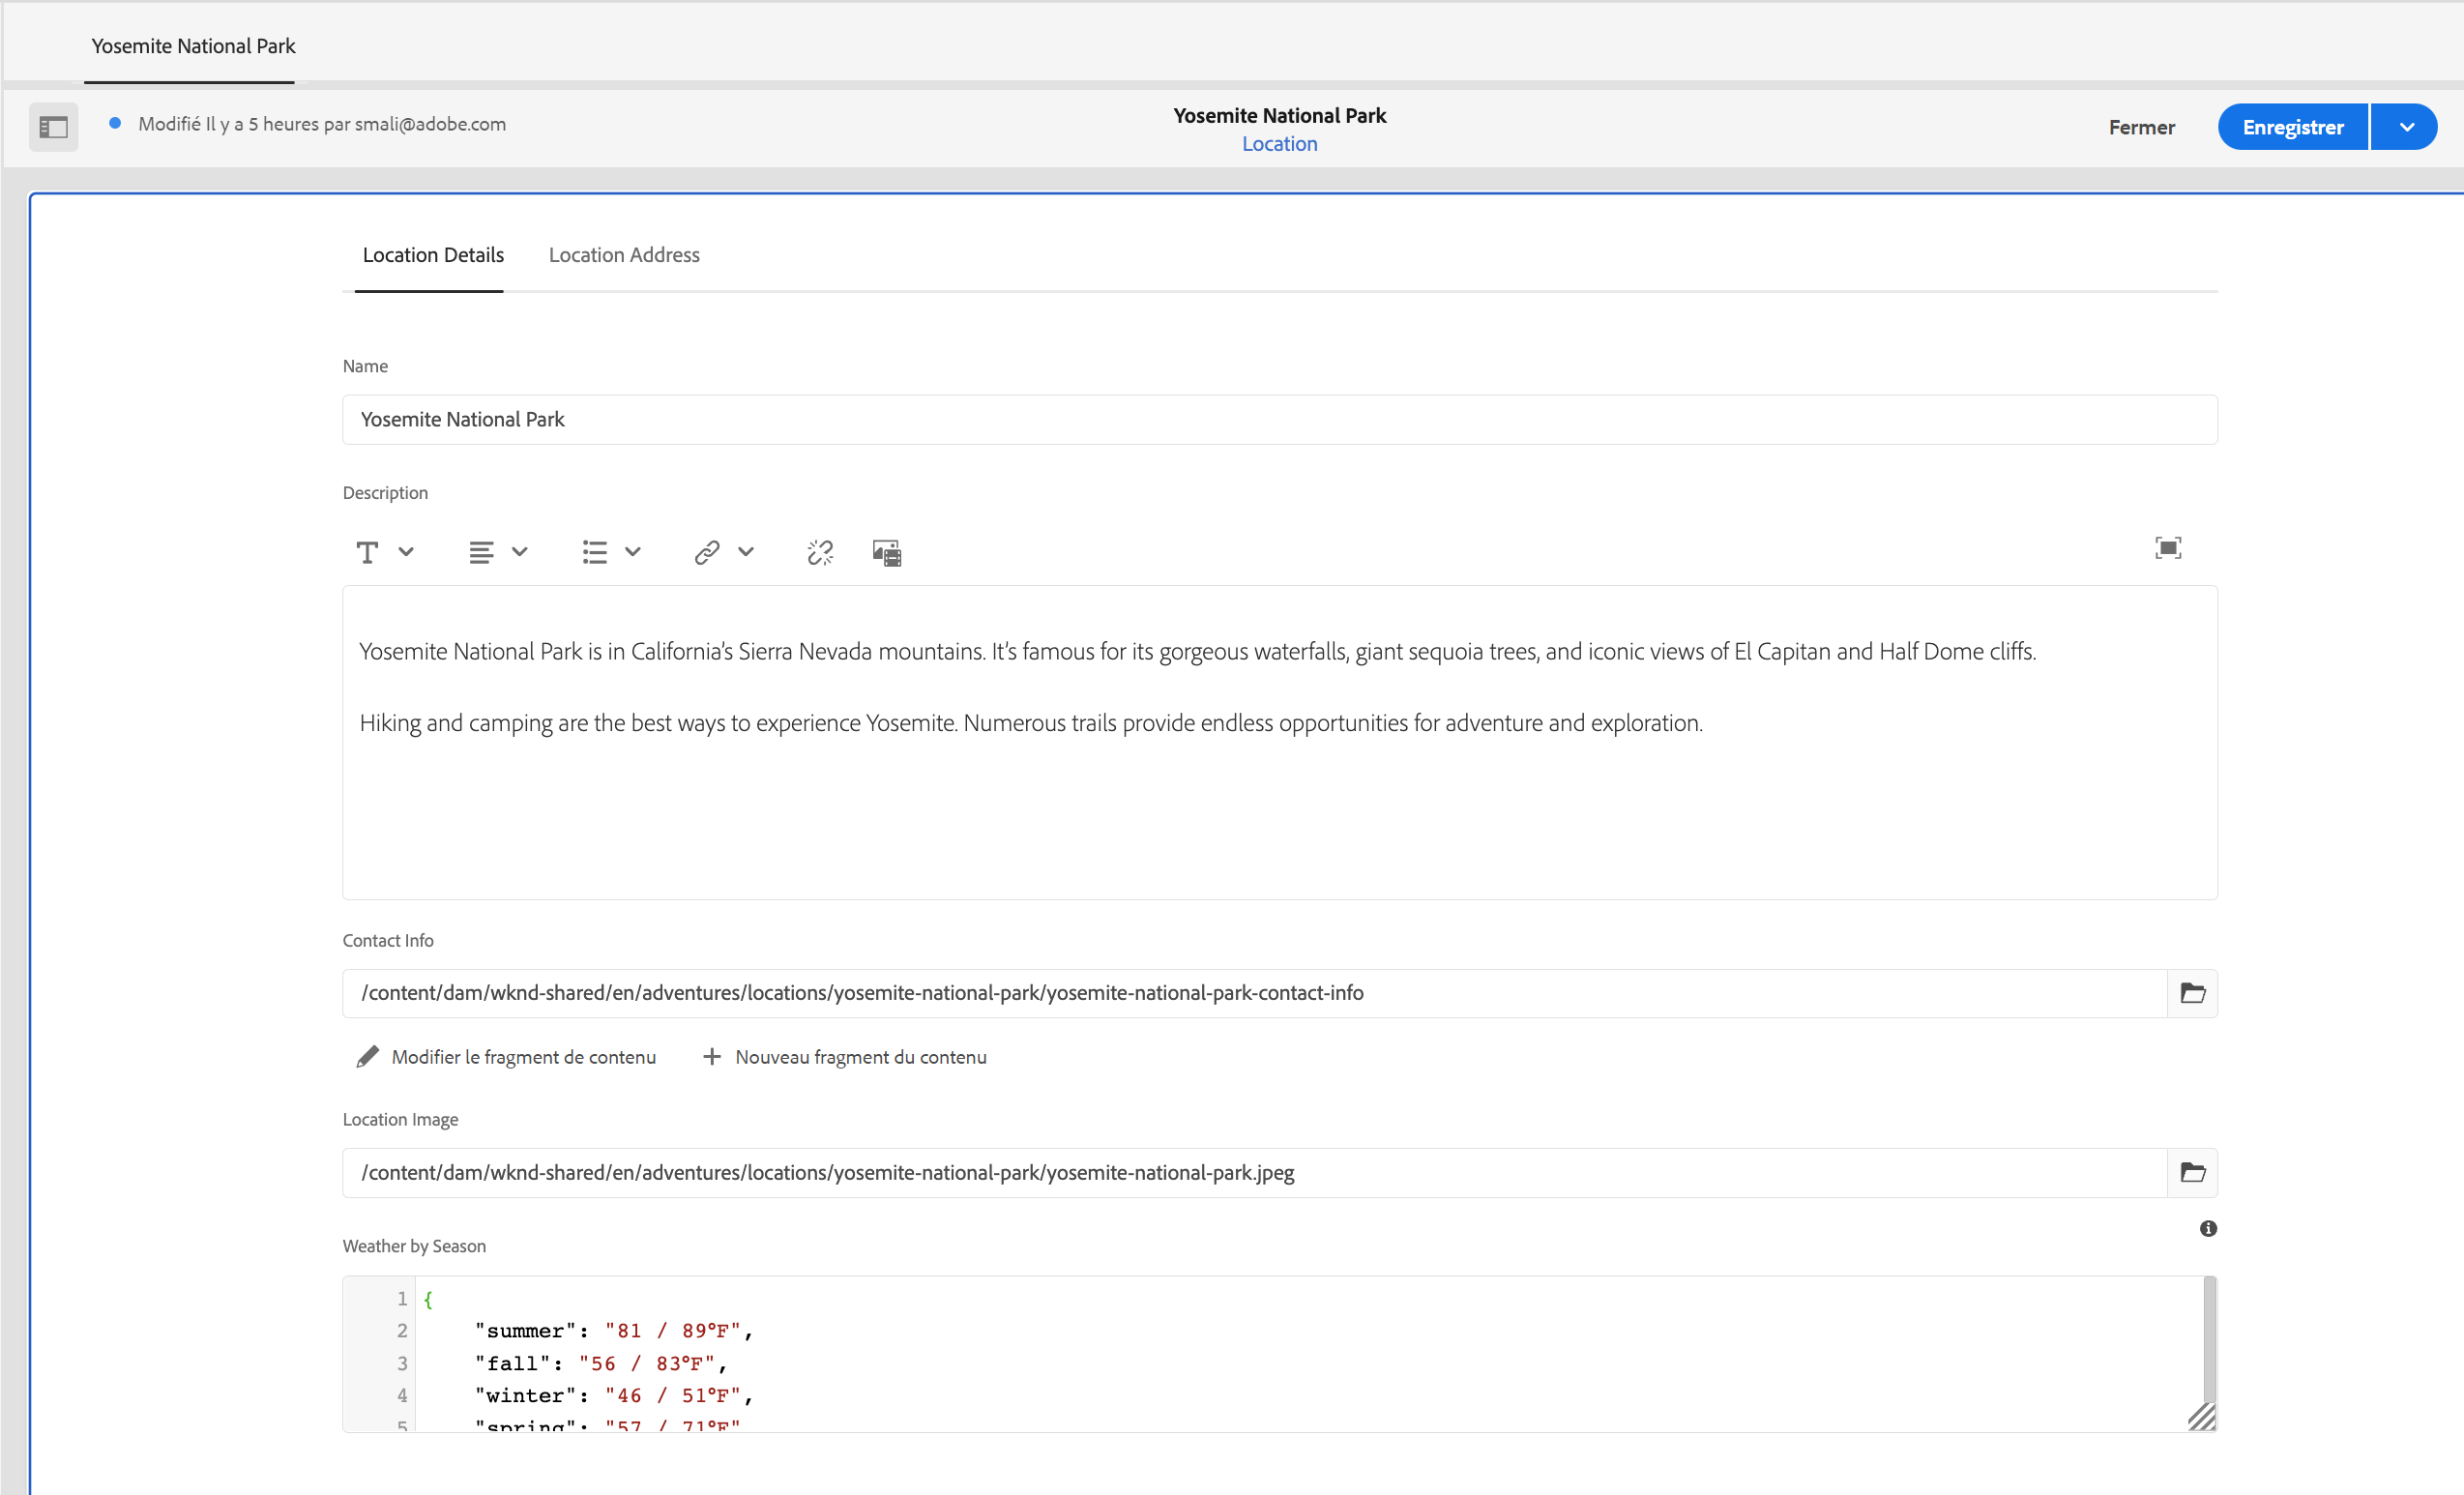 Yosemite National Park
Modifié Il y a 5 heures par smali@adobe.com
Yosemite National Park
Location
Fermer
Enregistrer
Location Details
Location Address
Name
Yosemite National Park
Description
Yosemite National Park is in California’s Sierra Nevada mountains. It’s famous for its gorgeous waterfalls, giant sequoia trees, and iconic views of El Capitan and Half Dome cliffs.
Hiking and camping are the best ways to experience Yosemite. Numerous trails provide endless opportunities for adventure and exploration.
Contact Info
/content/dam/wknd-shared/en/adventures/locations/yosemite-national-park/yosemite-national-park-contact-info
Modifier le fragment de contenu
Nouveau fragment du contenu
Location Image
/content/dam/wknd-shared/en/adventures/locations/yosemite-national-park/yosemite-national-park.jpeg
Weather by Season
1 {
2 "summer": "81 / 89°F",
3 "fall": "56 / 83°F",
4 "winter": "46 / 51°F",
5 "spring": "57 / 71°F"